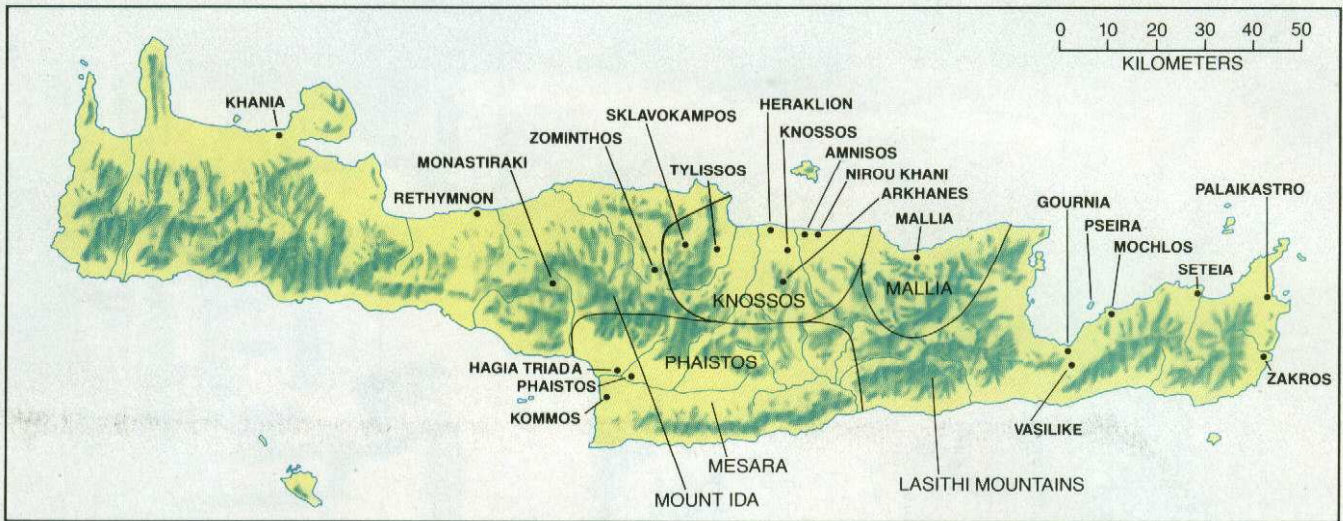 0 10 20 30 40 50
KILOMETERS
KHANIA
HERAKLION
SKLAVOKAMPOS
KNOSSOS
ZOMINTHOS
AMNISOS
MONASTIRAKI
TYLISSOS
NIROU KHANI
ARKHANES
RETHYMNON
MALLIA
GOURNIA
PALAIKASTRO
PSEIRA
MOCHLOS
SETEIA
KNOSSOS
MALLIA
PHAISTOS
HAGIA TRIADA
PHAISTOS
KOMMOS
ZAKROS
VASILIKE
MESARA
MOUNT IDA
LASITHI MOUNTAINS